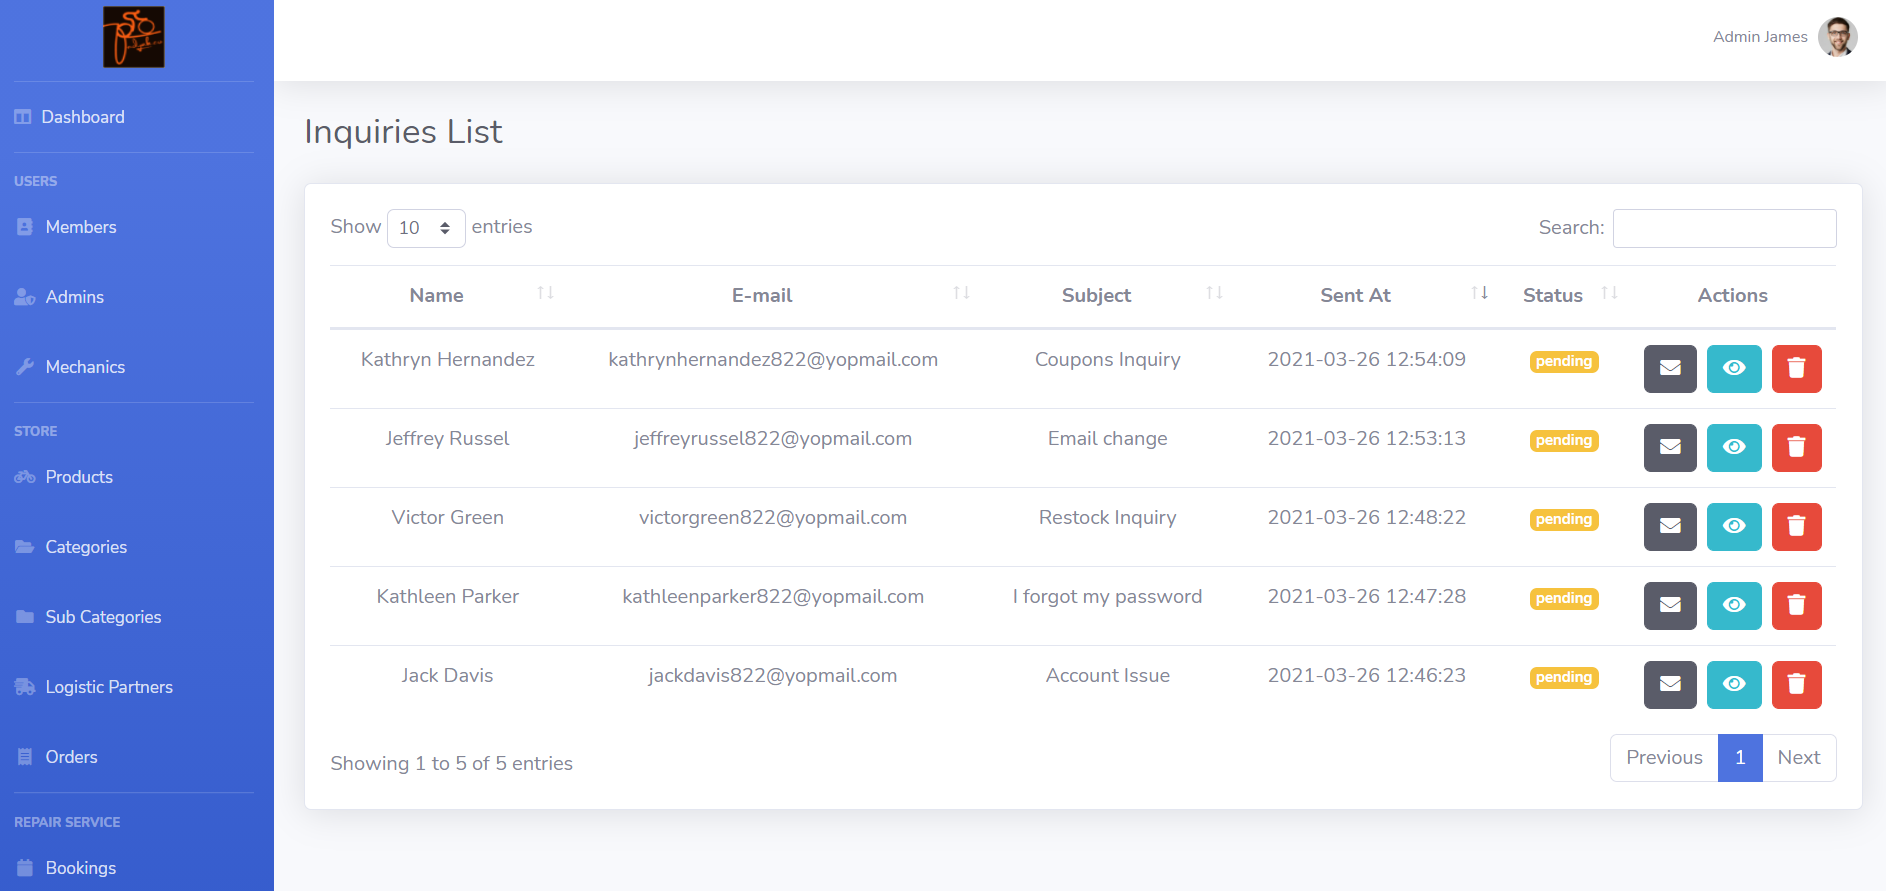 Admin James
Dashboard
USERS
Members
Admins
Mechanics
STORE
Products
Categories
Sub Categories
Logistic Partners
Orders
REPAIR SERVICE
Bookings
Inquiries List
Show 10 entries
Search:
Name E-mail Subject Sent At Status Actions
Kathryn Hernandez kathrynhernandez822@yopmail.com Coupons Inquiry 2021-03-26 12:54:09 pending
Jeffrey Russel jeffreyrussel822@yopmail.com Email change 2021-03-26 12:53:13 pending
Victor Green victorgreen822@yopmail.com Restock Inquiry 2021-03-26 12:48:22 pending
Kathleen Parker kathleenparker822@yopmail.com I forgot my password 2021-03-26 12:47:28 pending
Jack Davis jackdavis822@yopmail.com Account Issue 2021-03-26 12:46:23 pending
Showing 1 to 5 of 5 entries
Previous 1 Next